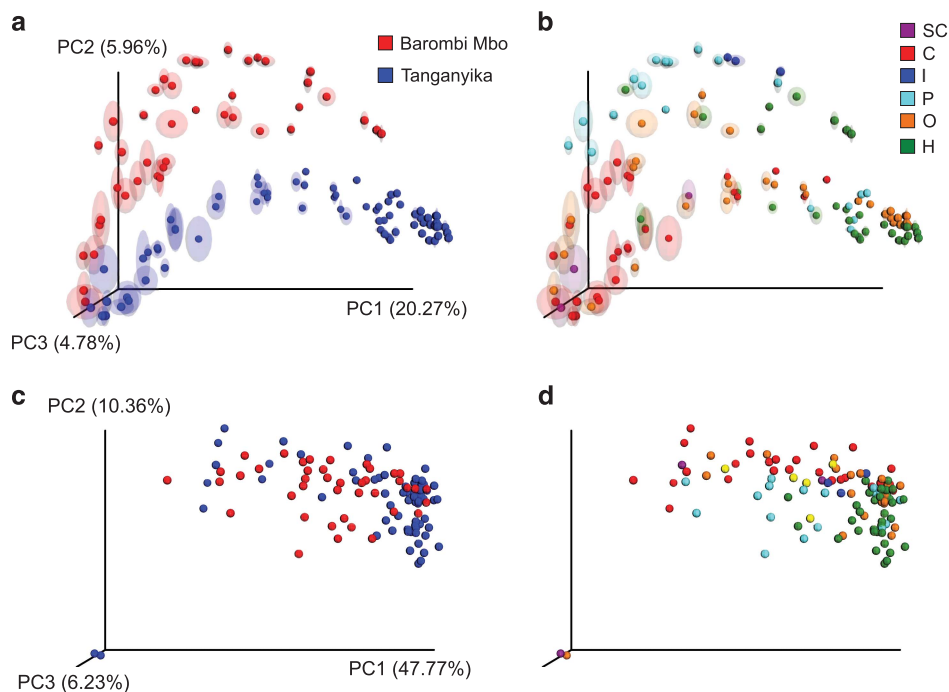 a
PC2 (5.96%)
Barombi Mbo
Tanganyika
PC1 (20.27%)
PC3 (4.78%)
b
SC
C
I
P
O
H
c
PC2 (10.36%)
PC1 (47.77%)
PC3 (6.23%)
d